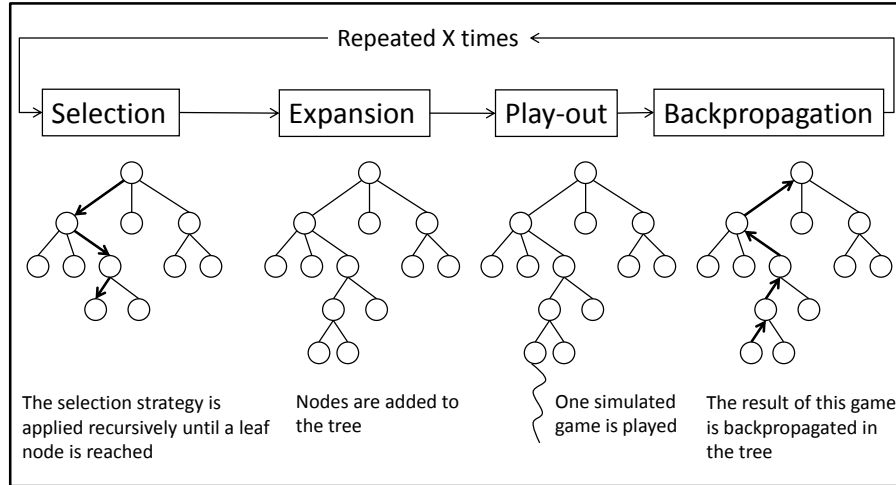 Repeated X times
Selection
Expansion
Play-out
Backpropagation
The selection strategy is
applied recursively until a leaf
node is reached
Nodes are added to
the tree
One simulated
game is played
The result of this game
is backpropagated in
the tree